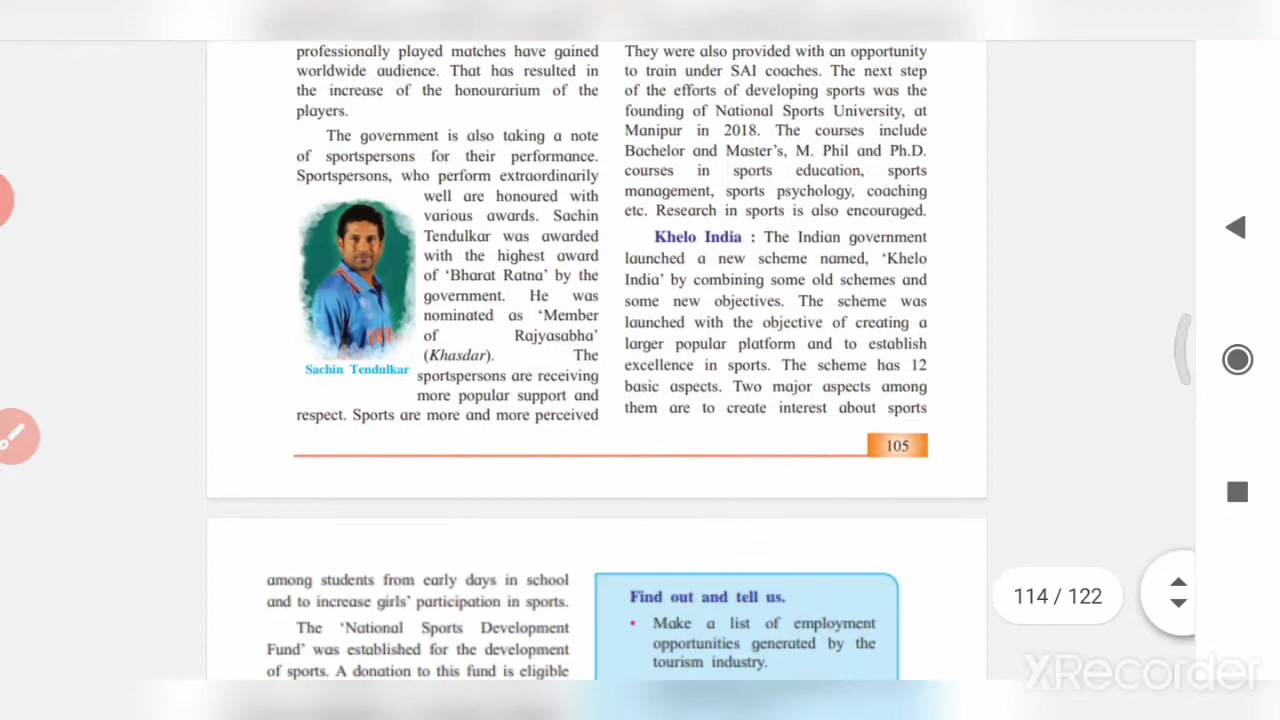 professionally played matches have gained
worldwide audience. That has resulted in
the increase of the honourarium of the
players.
The government is also taking a note
of sportspersons for their performance.
Sportspersons, who perform extraordinarily
well are honoured with
various awards. Sachin
Tendulkar was awarded
with the highest award
of ‘Bharat Ratna’ by the
government. He was
nominated as ‘Member
of Rajyasabha’
(Khasdar). The
sportspersons are receiving
more popular support and
respect. Sports are more and more perceived
Sachin Tendulkar
They were also provided with an opportunity
to train under SAI coaches. The next step
of the efforts of developing sports was the
founding of National Sports University, at
Manipur in 2018. The courses include
Bachelor and Master’s, M. Phil and Ph.D.
courses in sports education, sports
management, sports psychology, coaching
etc. Research in sports is also encouraged.
Khelo India : The Indian government
launched a new scheme named, ‘Khelo
India’ by combining some old schemes and
some new objectives. The scheme was
launched with the objective of creating a
larger popular platform and to establish
excellence in sports. The scheme has 12
basic aspects. Two major aspects among
them are to create interest about sports
105
among students from early days in school
and to increase girls’ participation in sports.
The ‘National Sports Development
Fund’ was established for the development
of sports. A donation to this fund is eligible
Find out and tell us.
• Make a list of employment
opportunities generated by the
tourism industry.
114 / 122
XRecorder